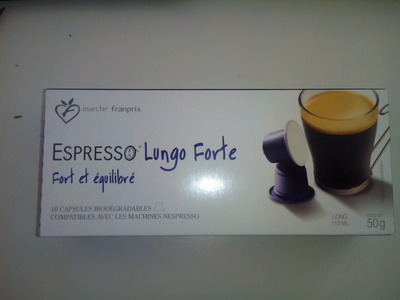 marché franprix
ESPRESSO Lungo Forte
Fort et équilibré
10 CAPSULES BIODÉGRADABLES
COMPATIBLES AVEC LES MACHINES NESPRESSO
LONG
110 ML
50g